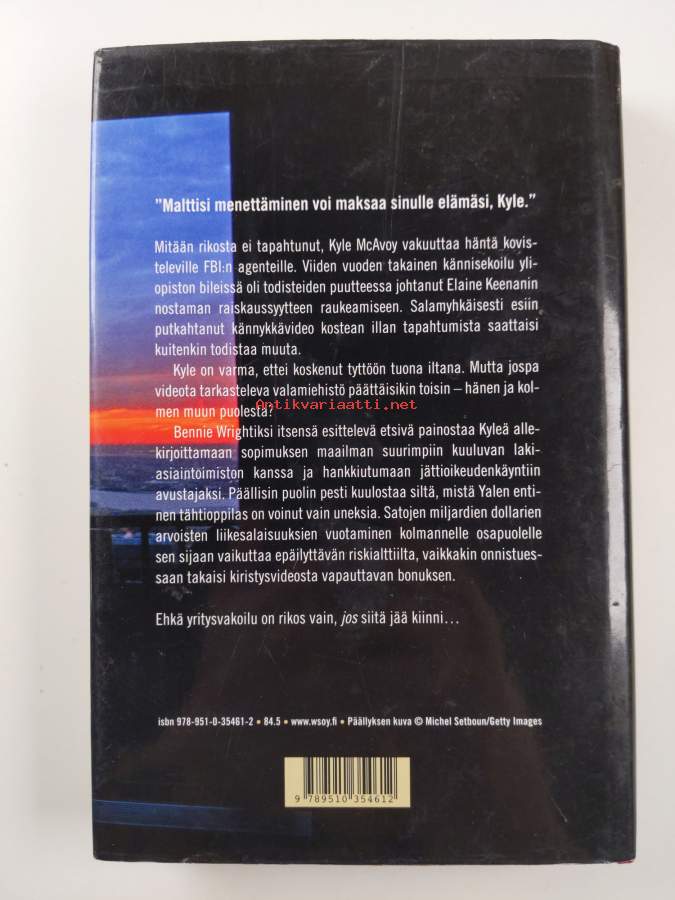 "Malttisi menettäminen voi maksaa sinulle elämäsi, Kyle."
Mitään rikosta ei tapahtunut, Kyle McAvoy vakuuttaa häntä kovis-
televille FBI:n agenteille. Viiden vuoden takainen kännisekoilu yli-
opiston bileissä oli todisteiden puutteessa johtanut Elaine Keenanin
nostaman raiskaussyytteen raukeamiseen. Salamyhkäisesti esiin
putkahtanut kännykkävideo kostean illan tapahtumista saattaisi
kuitenkin todistaa muuta.
Kyle on varma, ettei koskenut tyttöön tuona iltana. Mutta jospa
videota tarkasteleva valamiehistö päättäisikin toisin – hänen ja kol-
men muun puolesta?
Antikvariaatti.net
Bennie Wrightiksi itsensä esittelevä etsivä painostaa Kyleä alle-
kirjoittamaan sopimuksen maailman suurimpiin kuuluvan laki-
asiaintoimiston kanssa ja hankkiutumaan jättioikeudenkäyntiin
avustajaksi. Päällisin puolin pesti kuulostaa siltä, mistä Yalen enti-
nen tähtioppilas on voinut vain uneksia. Satojen miljardien dollarien
arvoisten liikesalaisuuksien vuotaminen kolmannelle osapuolelle
sen sijaan vaikuttaa epäilyttävän riskialttiilta, vaikkakin onnistues-
saan takaisi kiristysvideosta vapauttavan bonuksen.
Ehkä yritysvakoilu on rikos vain, jos siitä jää kiinni...
isbn 978-951-0-35461-2 • 84.5 • www.wsoy.fi • Päällyksen kuva © Michel Setboun/Getty Images
9 789510 354612